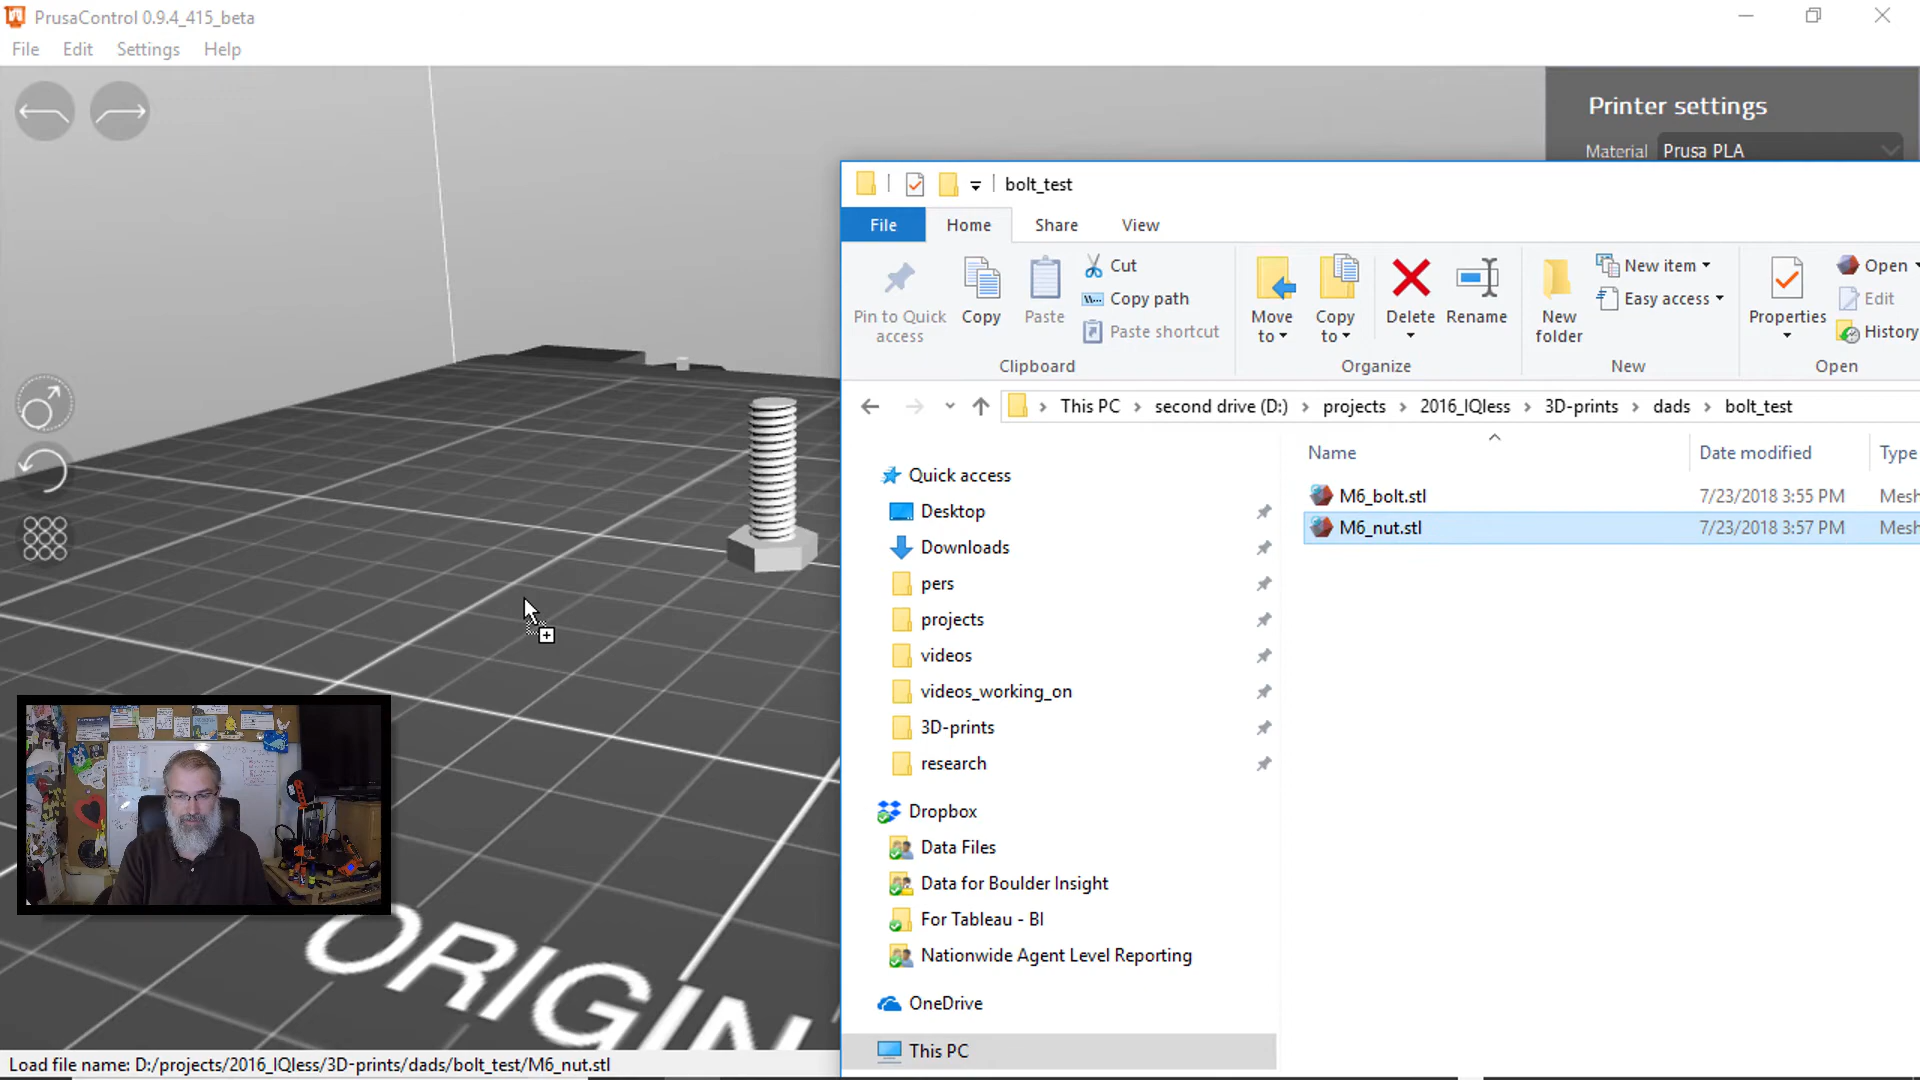 PrusaControl 0.9.4_415_beta
File Edit Settings Help
Printer settings
Material Prusa PLA
bolt_test
File Home Share View
Pin to Quick access
Copy
Paste
Cut
Copy path
Paste shortcut
Clipboard
Move to
Copy to
Delete
Rename
Organize
New folder
New item
Easy access
New
Properties
Open
Edit
History
Open
This PC second drive (D:) projects 2016_IQless 3D-prints dads bolt_test
Name Date modified Type
M6_bolt.stl 7/23/2018 3:55 PM Mesh
M6_nut.stl 7/23/2018 3:57 PM Mesh
Quick access
Desktop
Downloads
pers
projects
videos
videos_working_on
3D-prints
research
Dropbox
Data Files
Data for Boulder Insight
For Tableau - BI
Nationwide Agent Level Reporting
OneDrive
This PC
ORIGIN
Load file name: D:/projects/2016_IQless/3D-prints/dads/bolt_test/M6_nut.stl